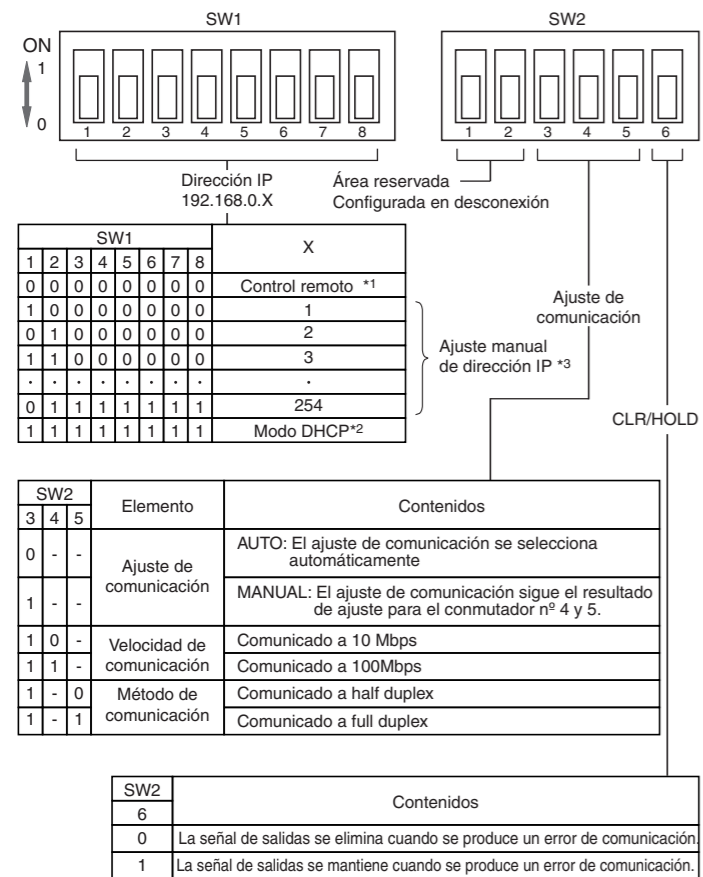 SW1
SW2
ON
1
0
1 2 3 4 5 6 7 8
1 2 3 4 5 6
Dirección IP
192.168.0.X
Área reservada
Configurada en desconexión
SW1 X
1 2 3 4 5 6 7 8
0 0 0 0 0 0 0 0 Control remoto *1
1 0 0 0 0 0 0 0 1
0 1 0 0 0 0 0 0 2
1 1 0 0 0 0 0 0 3
. . . . . . . . .
0 1 1 1 1 1 1 1 254
1 1 1 1 1 1 1 1 Modo DHCP*2
Ajuste manual
de dirección IP *3
Ajuste de
comunicación
CLR/HOLD
SW2 Elemento Contenidos
3 4 5
0 - - Ajuste de comunicación AUTO: El ajuste de comunicación se selecciona
automáticamente
1 - - MANUAL: El ajuste de comunicación sigue el resultado
de ajuste para el conmutador nº 4 y 5.
1 0 - Velocidad de comunicación Comunicado a 10 Mbps
1 1 - Comunicado a 100Mbps
1 - 0 Método de comunicación Comunicado a half duplex
1 - 1 Comunicado a full duplex
SW2 Contenidos
6
0 La señal de salidas se elimina cuando se produce un error de comunicación.
1 La señal de salidas se mantiene cuando se produce un error de comunicación.